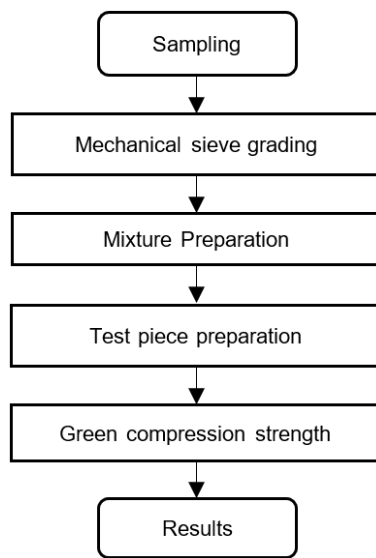 Sampling
Mechanical sieve grading
Mixture Preparation
Test piece preparation
Green compression strength
Results